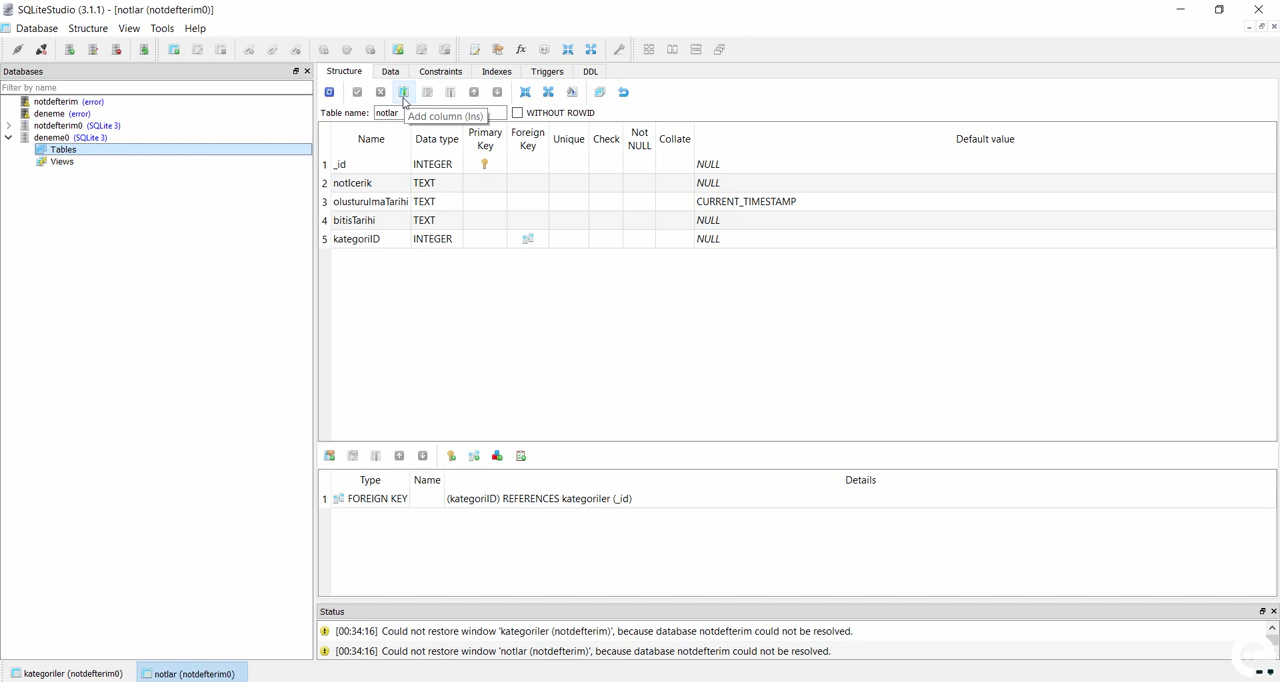 SQLiteStudio (3.1.1) - [notlar (notdefterim0)]
Database Structure View Tools Help
Databases
Filter by name
notdefterim (error)
deneme (error)
notdefterim0 (SQLite 3)
deneme0 (SQLite 3)
Tables
Views
Structure Data Constraints Indexes Triggers DDL
Table name: notlar WITHOUT ROWID
Add column (Ins)
Name Data type Primary Key Foreign Key Unique Check Not NULL Collate Default value
1 _id INTEGER NULL
2 notIcerik TEXT NULL
3 olusturulmaTarihi TEXT CURRENT_TIMESTAMP
4 bitisTarihi TEXT NULL
5 kategoriID INTEGER NULL
Type Name Details
1 FOREIGN KEY (kategoriID) REFERENCES kategoriler (_id)
Status
[00:34:16] Could not restore window 'kategoriler (notdefterim)', because database notdefterim could not be resolved.
[00:34:16] Could not restore window 'notlar (notdefterim)', because database notdefterim could not be resolved.
kategoriler (notdefterim0) notlar (notdefterim0)